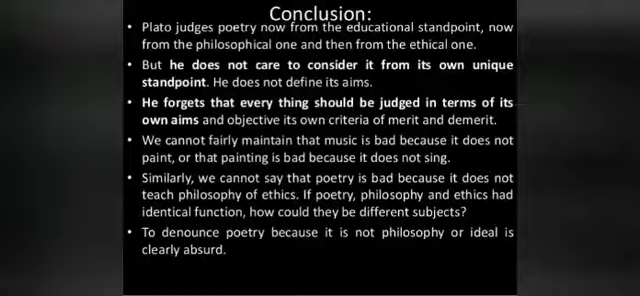 Conclusion:
• Plato judges poetry now from the educational standpoint, now
from the philosophical one and then from the ethical one.
• But he does not care to consider it from its own unique
standpoint. He does not define its aims.
• He forgets that every thing should be judged in terms of its
own aims and objective its own criteria of merit and demerit.
• We cannot fairly maintain that music is bad because it does not
paint, or that painting is bad because it does not sing.
• Similarly, we cannot say that poetry is bad because it does not
teach philosophy of ethics. If poetry, philosophy and ethics had
identical function, how could they be different subjects?
• To denounce poetry because it is not philosophy or ideal is
clearly absurd.